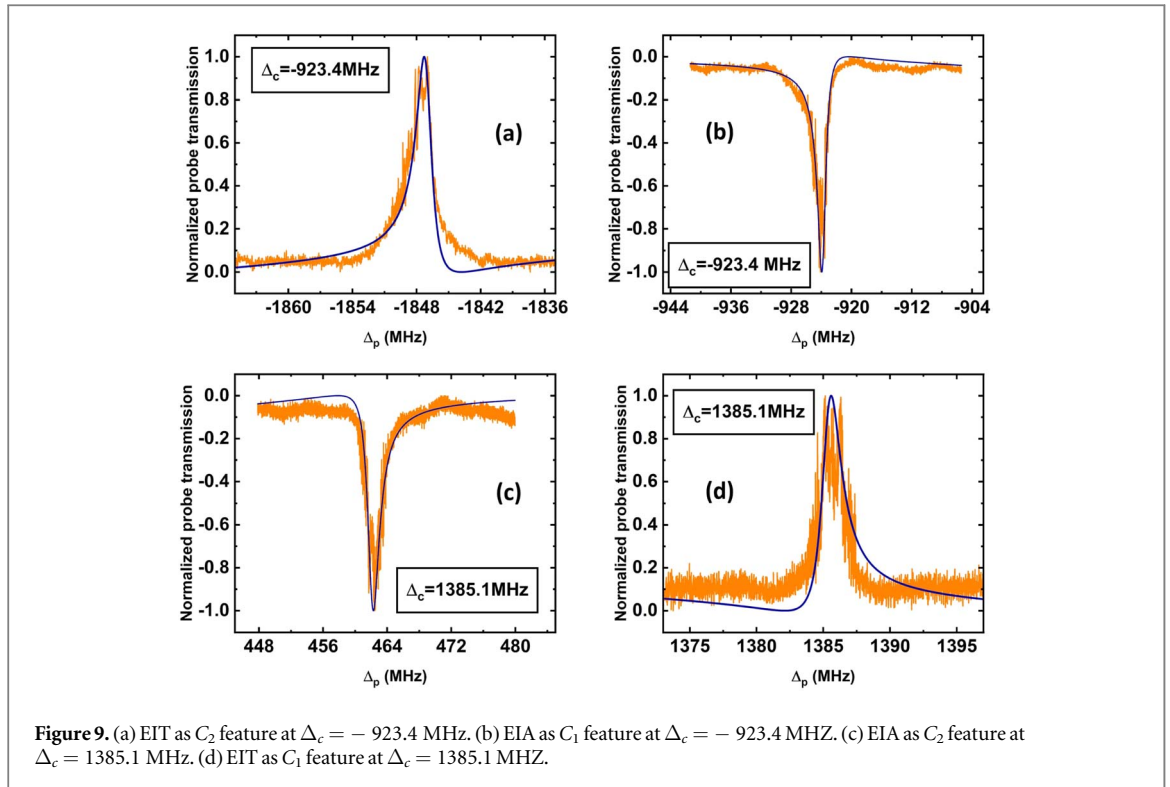 Δc=-923.4MHz
(a)
Normalized probe transmission
1.0
0.8
0.6
0.4
0.2
0.0
-1860 -1854 -1848 -1842 -1836
Δp (MHz)
Δc=-923.4 MHz
(b)
Normalized probe transmission
0.0
-0.2
-0.4
-0.6
-0.8
-1.0
-944 -936 -928 -920 -912 -904
Δp (MHz)
Δc=1385.1MHz
(c)
Normalized probe transmission
0.0
-0.2
-0.4
-0.6
-0.8
-1.0
448 456 464 472 480
Δp (MHz)
Δc=1385.1MHz
(d)
Normalized probe transmission
1.0
0.8
0.6
0.4
0.2
0.0
1375 1380 1385 1390 1395
Δp (MHz)
Figure 9. (a) EIT as C2 feature at Δc = − 923.4 MHz. (b) EIA as C1 feature at Δc = − 923.4 MHZ. (c) EIA as C2 feature at
Δc = 1385.1 MHz. (d) EIT as C1 feature at Δc = 1385.1 MHZ.